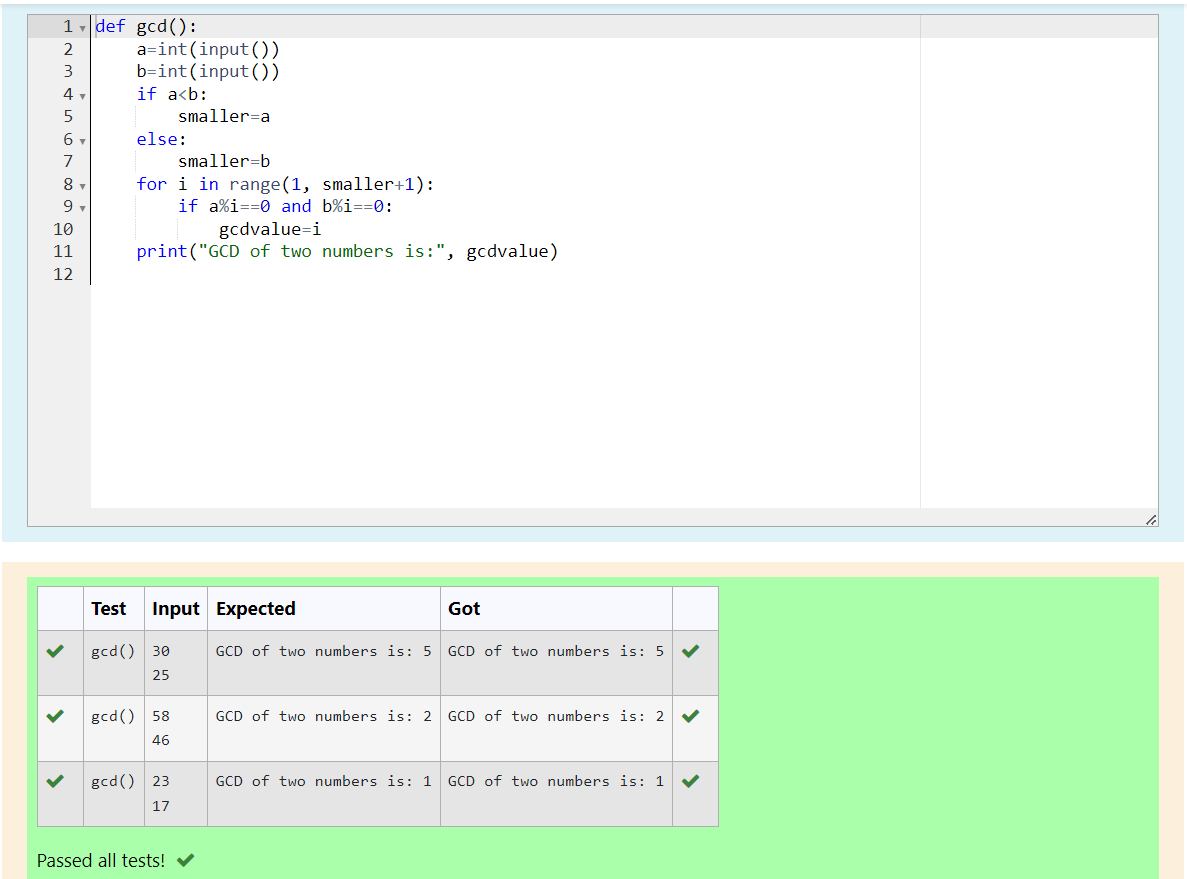 1 def gcd():
2     a=int(input())
3     b=int(input())
4     if a<b:
5         smaller=a
6     else:
7         smaller=b
8     for i in range(1, smaller+1):
9         if a%i==0 and b%i==0:
10             gcdvalue=i
11     print("GCD of two numbers is:", gcdvalue)
12
Test Input Expected Got
gcd() 30 GCD of two numbers is: 5 GCD of two numbers is: 5
25
gcd() 58 GCD of two numbers is: 2 GCD of two numbers is: 2
46
gcd() 23 GCD of two numbers is: 1 GCD of two numbers is: 1
17
Passed all tests!